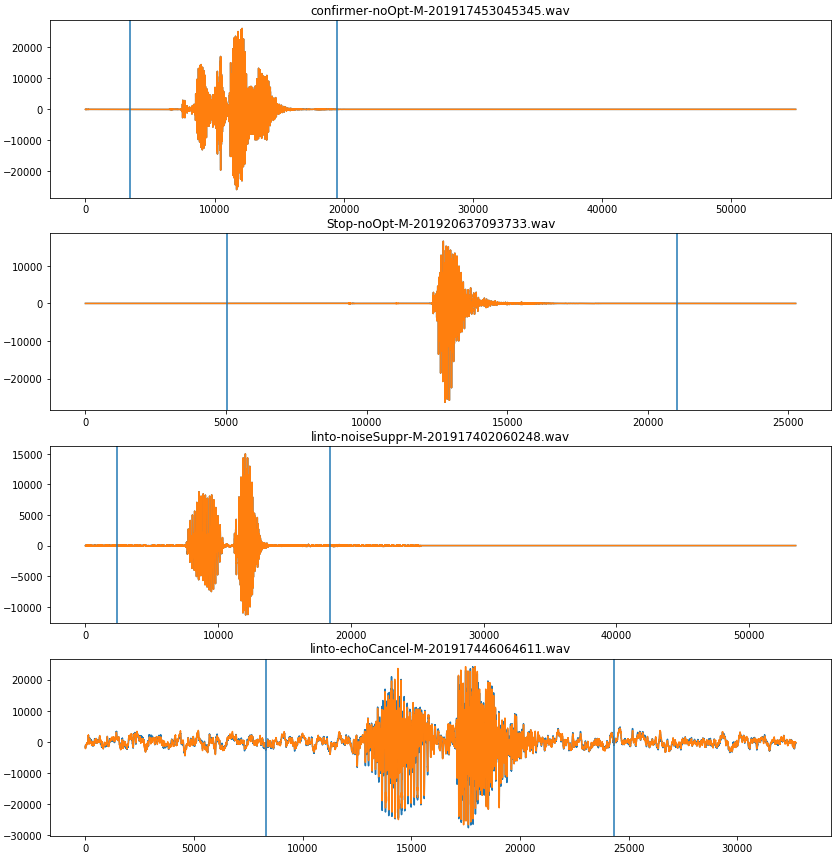 confirmer-noOpt-M-201917453045345.wav
20000
10000
0
−10000
−20000
0 10000 20000 30000 40000 50000
Stop-noOpt-M-201920637093733.wav
10000
0
−10000
−20000
0 5000 10000 15000 20000 25000
linto-noiseSuppr-M-201917402060248.wav
15000
10000
5000
0
−5000
−10000
0 10000 20000 30000 40000 50000
linto-echoCancel-M-201917446064611.wav
20000
10000
0
−10000
−20000
−30000
0 5000 10000 15000 20000 25000 30000